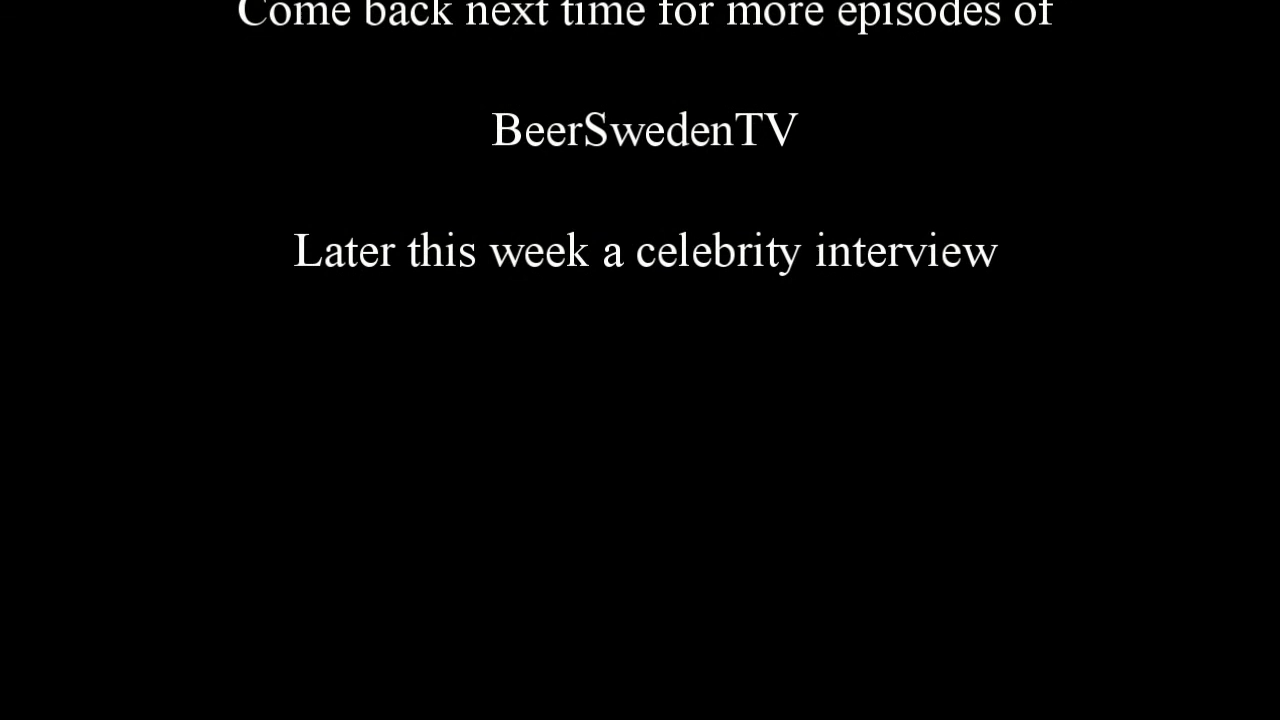 Come back next time for more episodes of
BeerSwedenTV
Later this week a celebrity interview